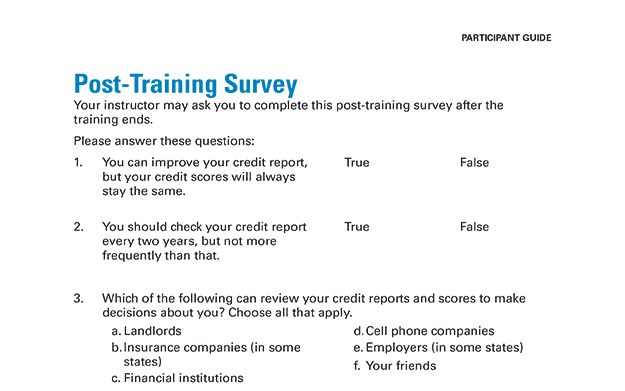 PARTICIPANT GUIDE
Post-Training Survey
Your instructor may ask you to complete this post-training survey after the
training ends.
Please answer these questions:
1. You can improve your credit report, True False
but your credit scores will always
stay the same.
2. You should check your credit report True False
every two years, but not more
frequently than that.
3. Which of the following can review your credit reports and scores to make
decisions about you? Choose all that apply.
a. Landlords
b. Insurance companies (in some
states)
c. Financial institutions
d. Cell phone companies
e. Employers (in some states)
f. Your friends